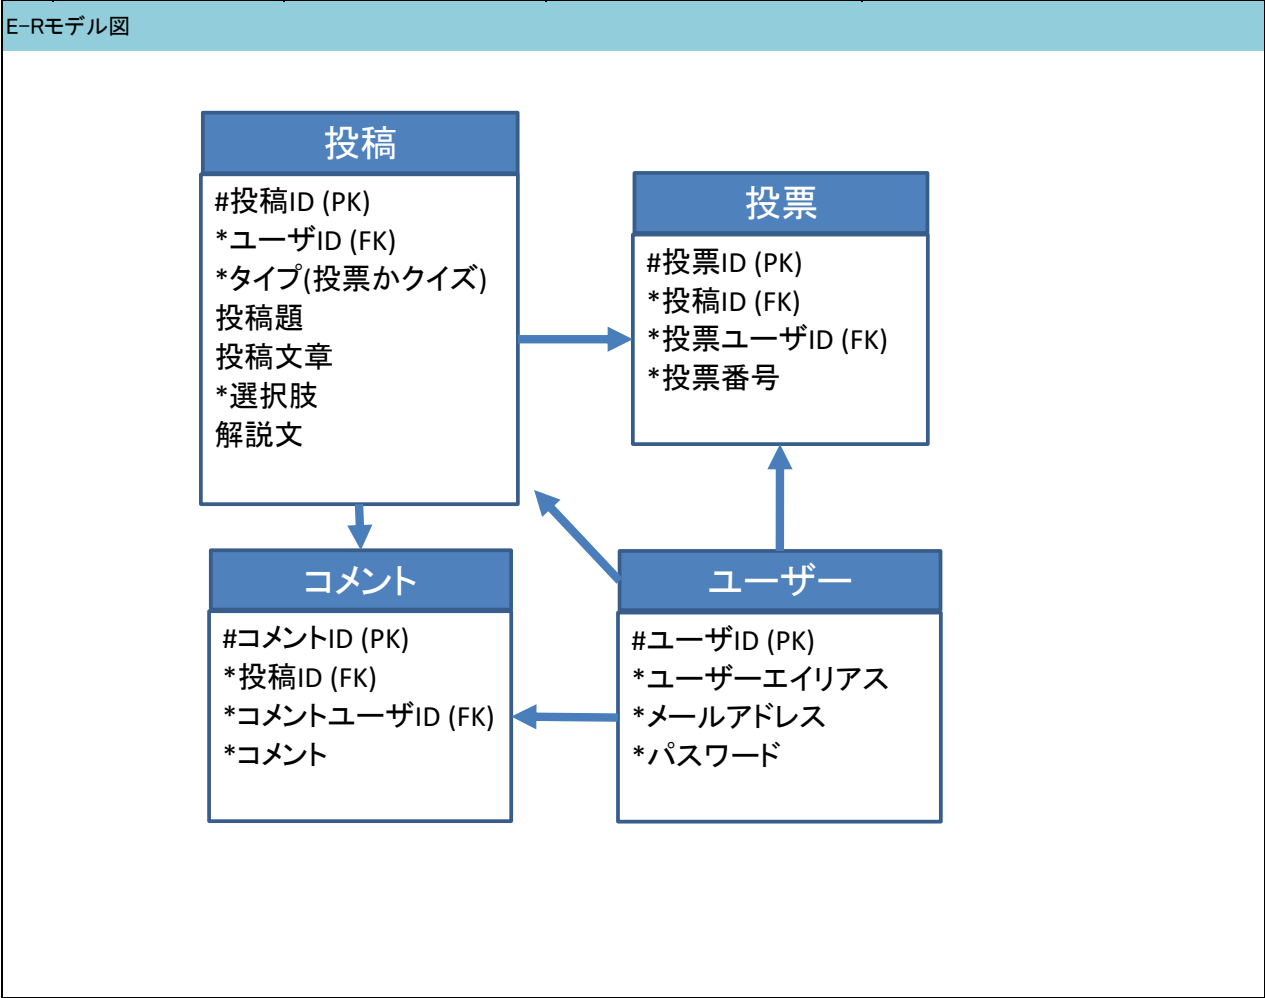 E-Rモデル図
投稿
#投稿ID (PK)
*ユーザID (FK)
*タイプ(投票かクイズ)
投稿題
投稿文章
*選択肢
解説文
投票
#投票ID (PK)
*投稿ID (FK)
*投票ユーザID (FK)
*投票番号
コメント
#コメントID (PK)
*投稿ID (FK)
*コメントユーザID (FK)
*コメント
ユーザー
#ユーザID (PK)
*ユーザーエイリアス
*メールアドレス
*パスワード